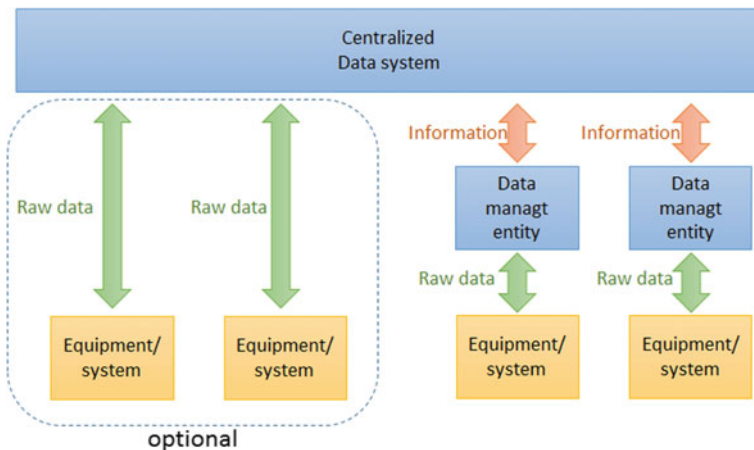 Centralized
Data system
Information
Information
Data
managt
entity
Data
managt
entity
Raw data
Raw data
Raw data
Raw data
Equipment/
system
Equipment/
system
Equipment/
system
Equipment/
system
optional